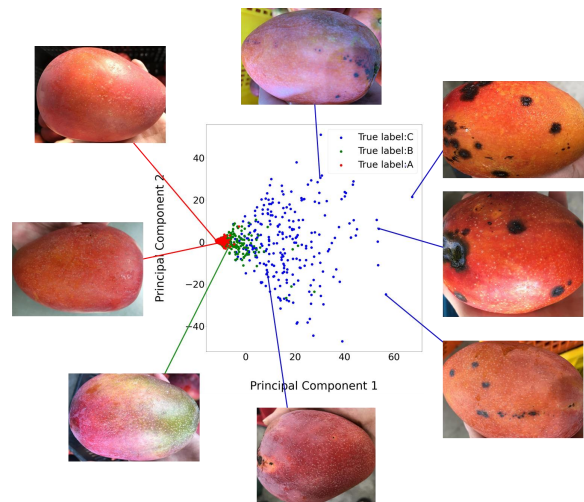 True label:C
True label:B
True label:A
40
20
0
−20
−40
0
20
40
60
Principal Component 2
Principal Component 1